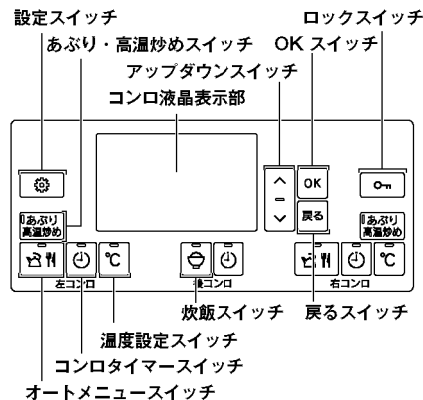 設定スイッチ
ロックスイッチ
あぶり・高温炒めスイッチ
OK スイッチ
アップダウンスイッチ
コンロ液晶表示部
OK
戻る
あぶり
高温炒め
あぶり
高温炒め
℃
℃
左コンロ
後コンロ
右コンロ
炊飯スイッチ
戻るスイッチ
温度設定スイッチ
コンロタイマースイッチ
オートメニュースイッチ